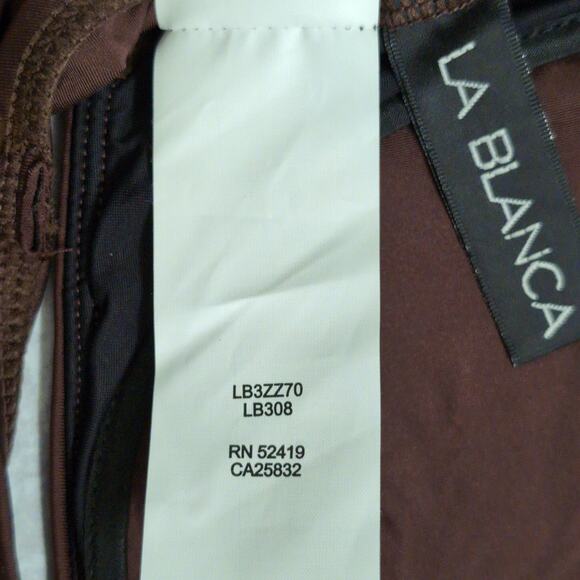 LA BLANCA
LB3ZZ70
LB308
RN 52419
CA25832